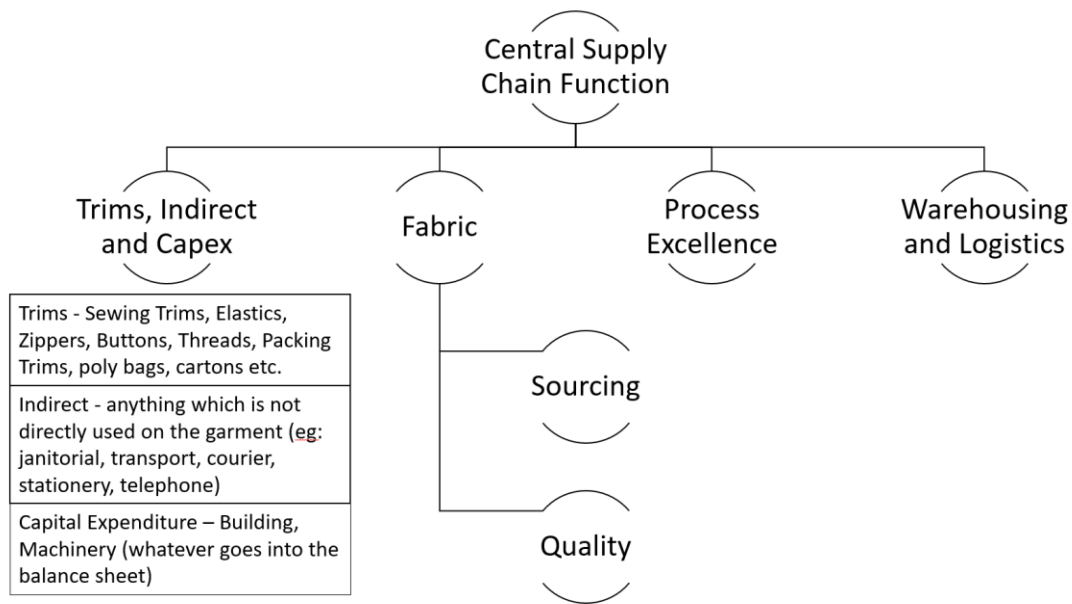 Central Supply
Chain Function
Trims, Indirect
and Capex
Fabric
Process
Excellence
Warehousing
and Logistics
Trims - Sewing Trims, Elastics,
Zippers, Buttons, Threads, Packing
Trims, poly bags, cartons etc.
Indirect - anything which is not
directly used on the garment (eg:
janitorial, transport, courier,
stationery, telephone)
Capital Expenditure – Building,
Machinery (whatever goes into the
balance sheet)
Sourcing
Quality